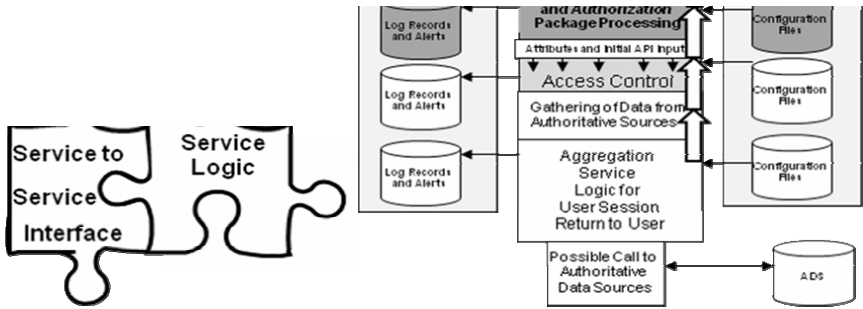 Service to
Service
Interface
Service
Logic
Log Records
and Alerts
Log Records
and Alerts
Log Records
and Alerts
and Authorization
Package Processing
Attributes and Initial API Input
Access Control
Gathering of Data from
Authoritative Sources
Aggregation
Service
Logic for
User Session
Return to User
Possible Call to
Authoritative
Data Sources
Configuration
Files
Configuration
Files
Configuration
Files
ADS